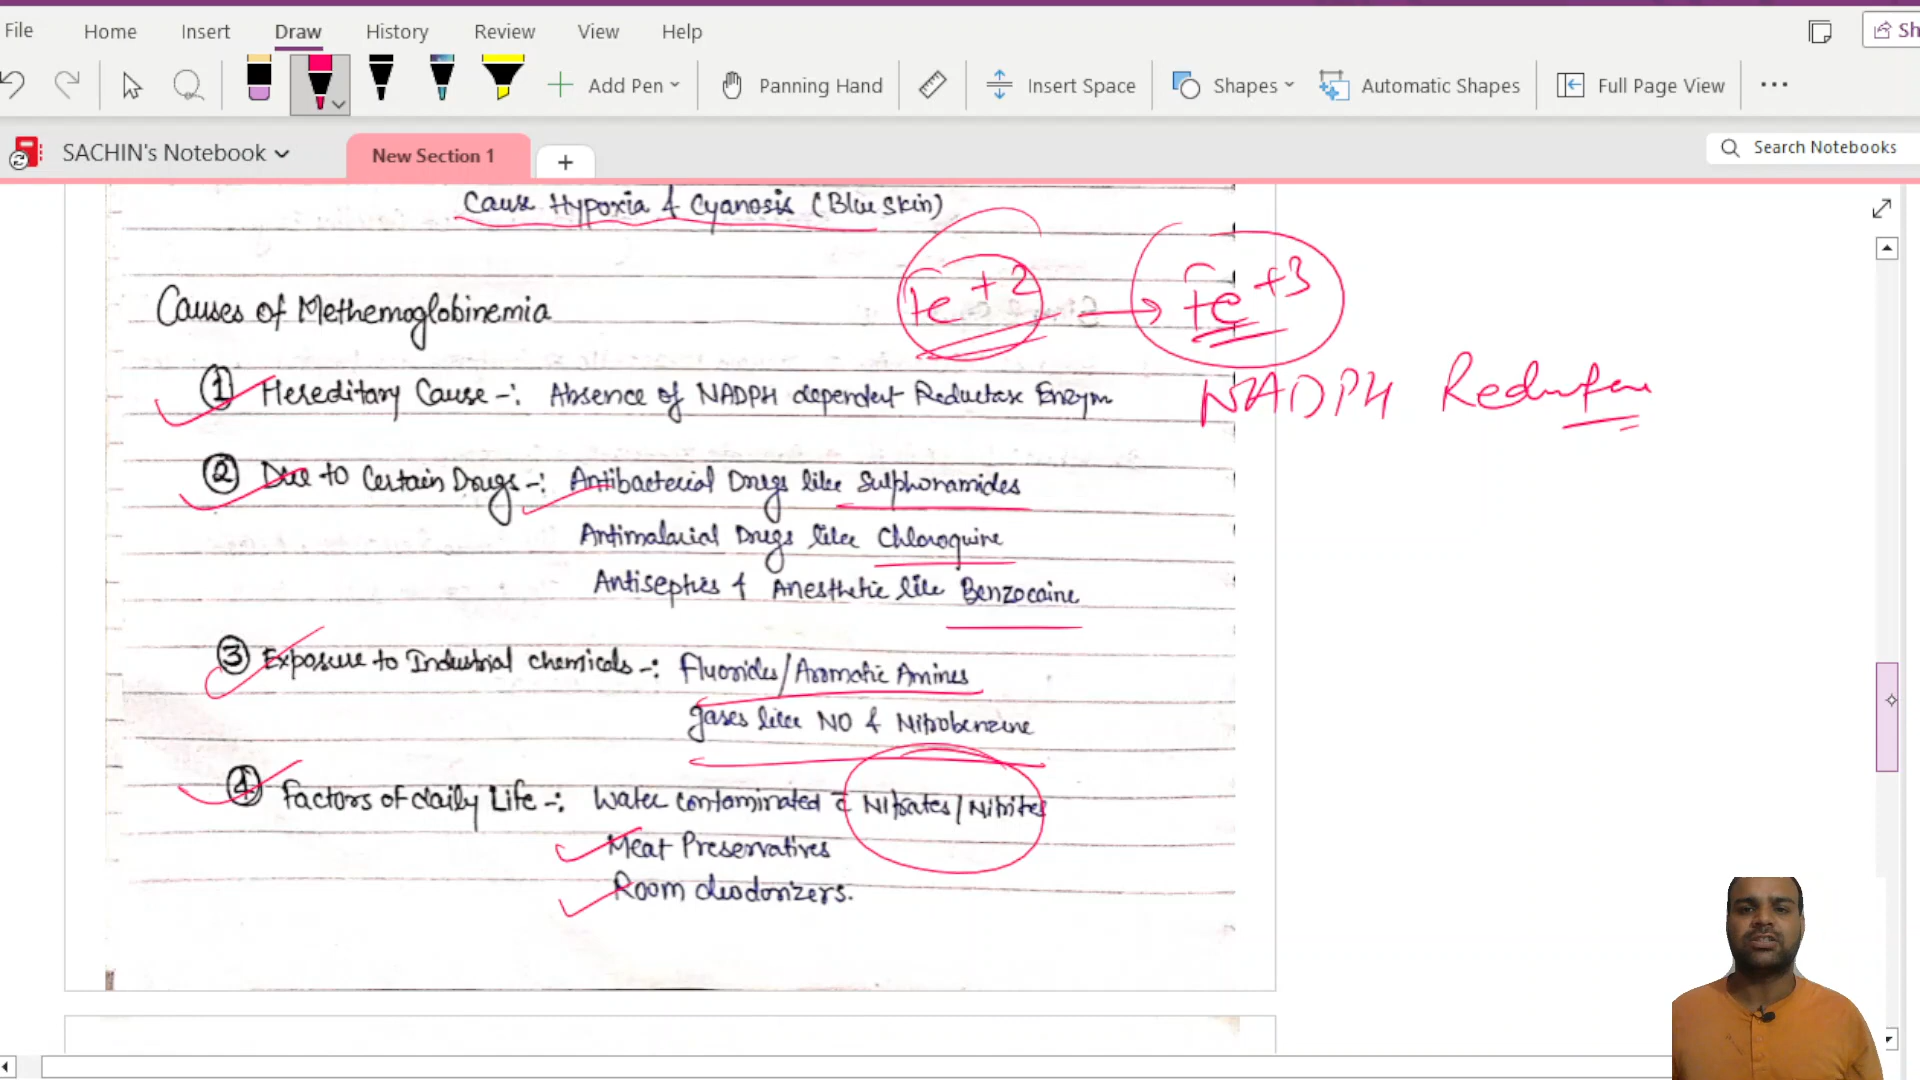 File Home Insert Draw History Review View Help Sh
Add Pen Panning Hand Insert Space Shapes Automatic Shapes Full Page View
SACHIN's Notebook New Section 1 + Search Notebooks
Cause Hypoxia & Cyanosis (Blue Skin)
Fe+2 → Fe+3
Causes of Methemoglobinemia
① Hereditary Cause -: Absence of NADPH dependent Reductase Enzym
NADPH
② Due to Certain Drugs -: Antibacterial Drugs like Sulphonamides
Antimalarial Drugs like Chloroquine
Antiseptics & Anesthetic like Benzocaine
③ Exposure to Industrial chemicals -: Fluorides/Aromatic Amines
gases like NO & Nitrobenzene
④ Factors of daily Life -: Water contaminated c̄ Nitrates/Nitrites
Meat Preservatives
Room deodorizers.